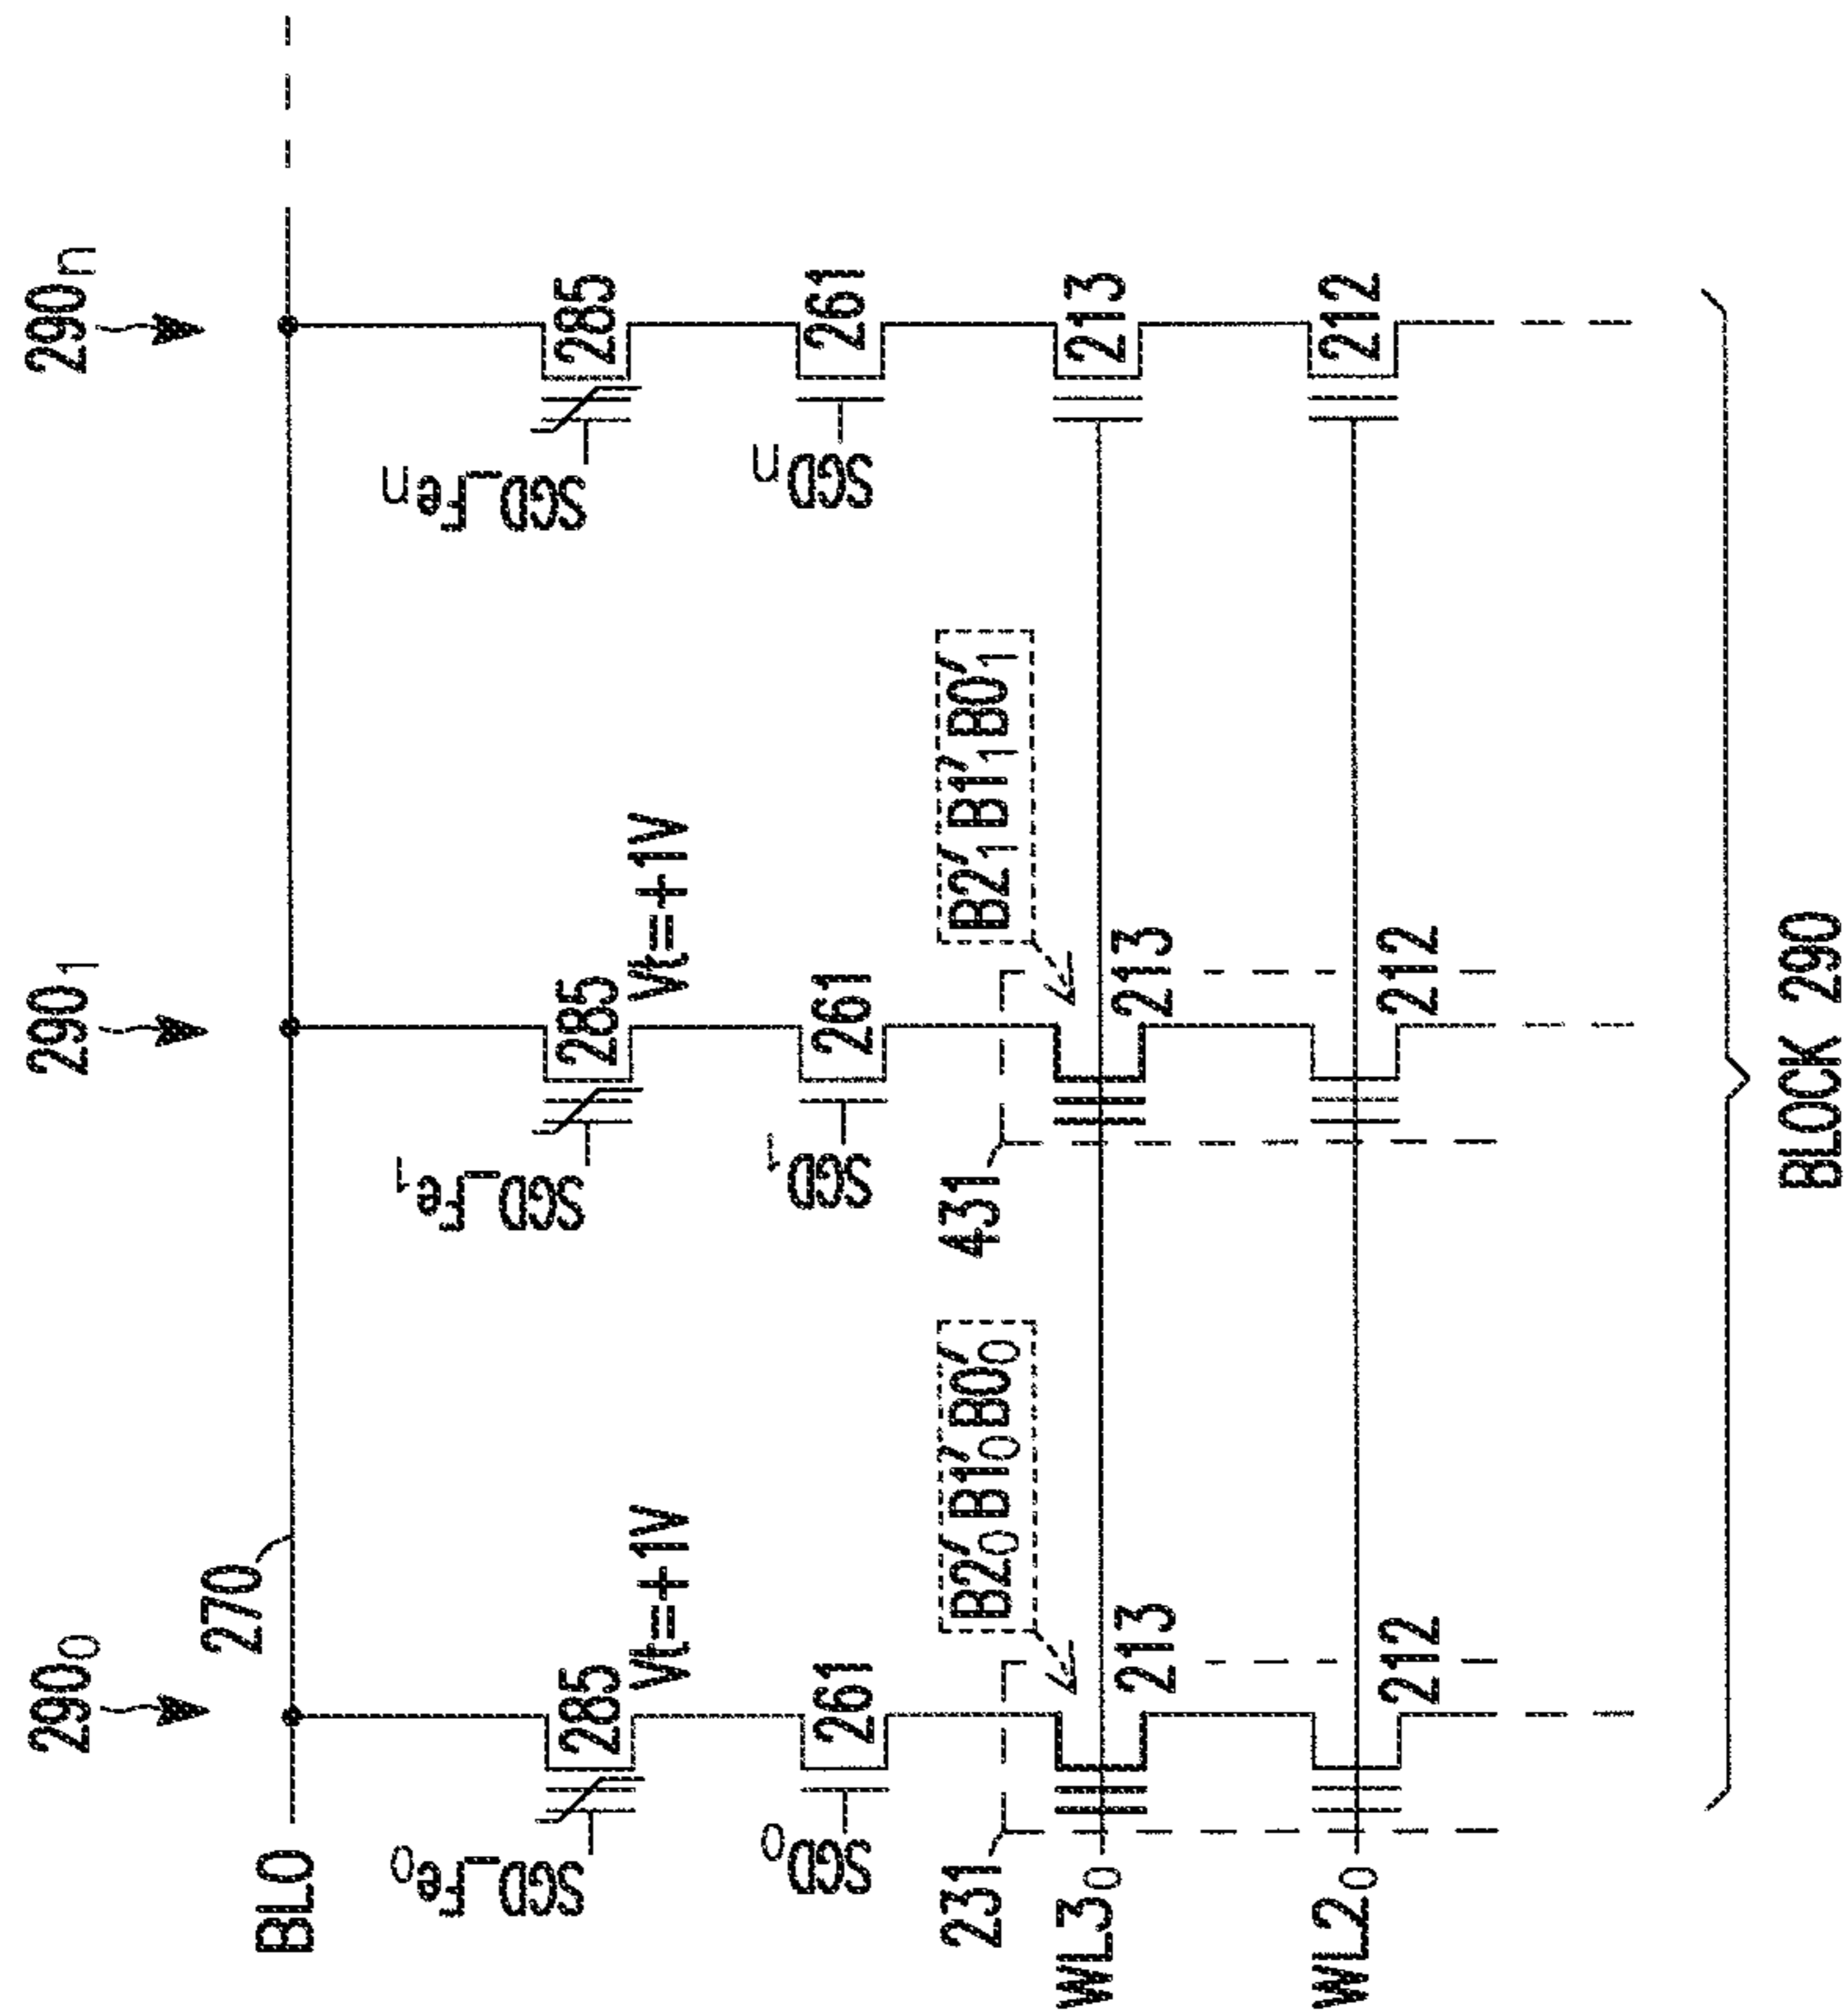 290₀
290₁
290ₙ
270
BL0
SGD_Fe₀
285
Vt=+1V
SGD_Fe₁
285
Vt=+1V
SGD_Feₙ
285
SGD₀
261
SGD₁
261
SGDₙ
261
231
B2′₀B1′₀B0′₀
431
B2′₁B1′₁B0′₁
WL3₀
213
213
213
WL2₀
212
212
212
BLOCK 290